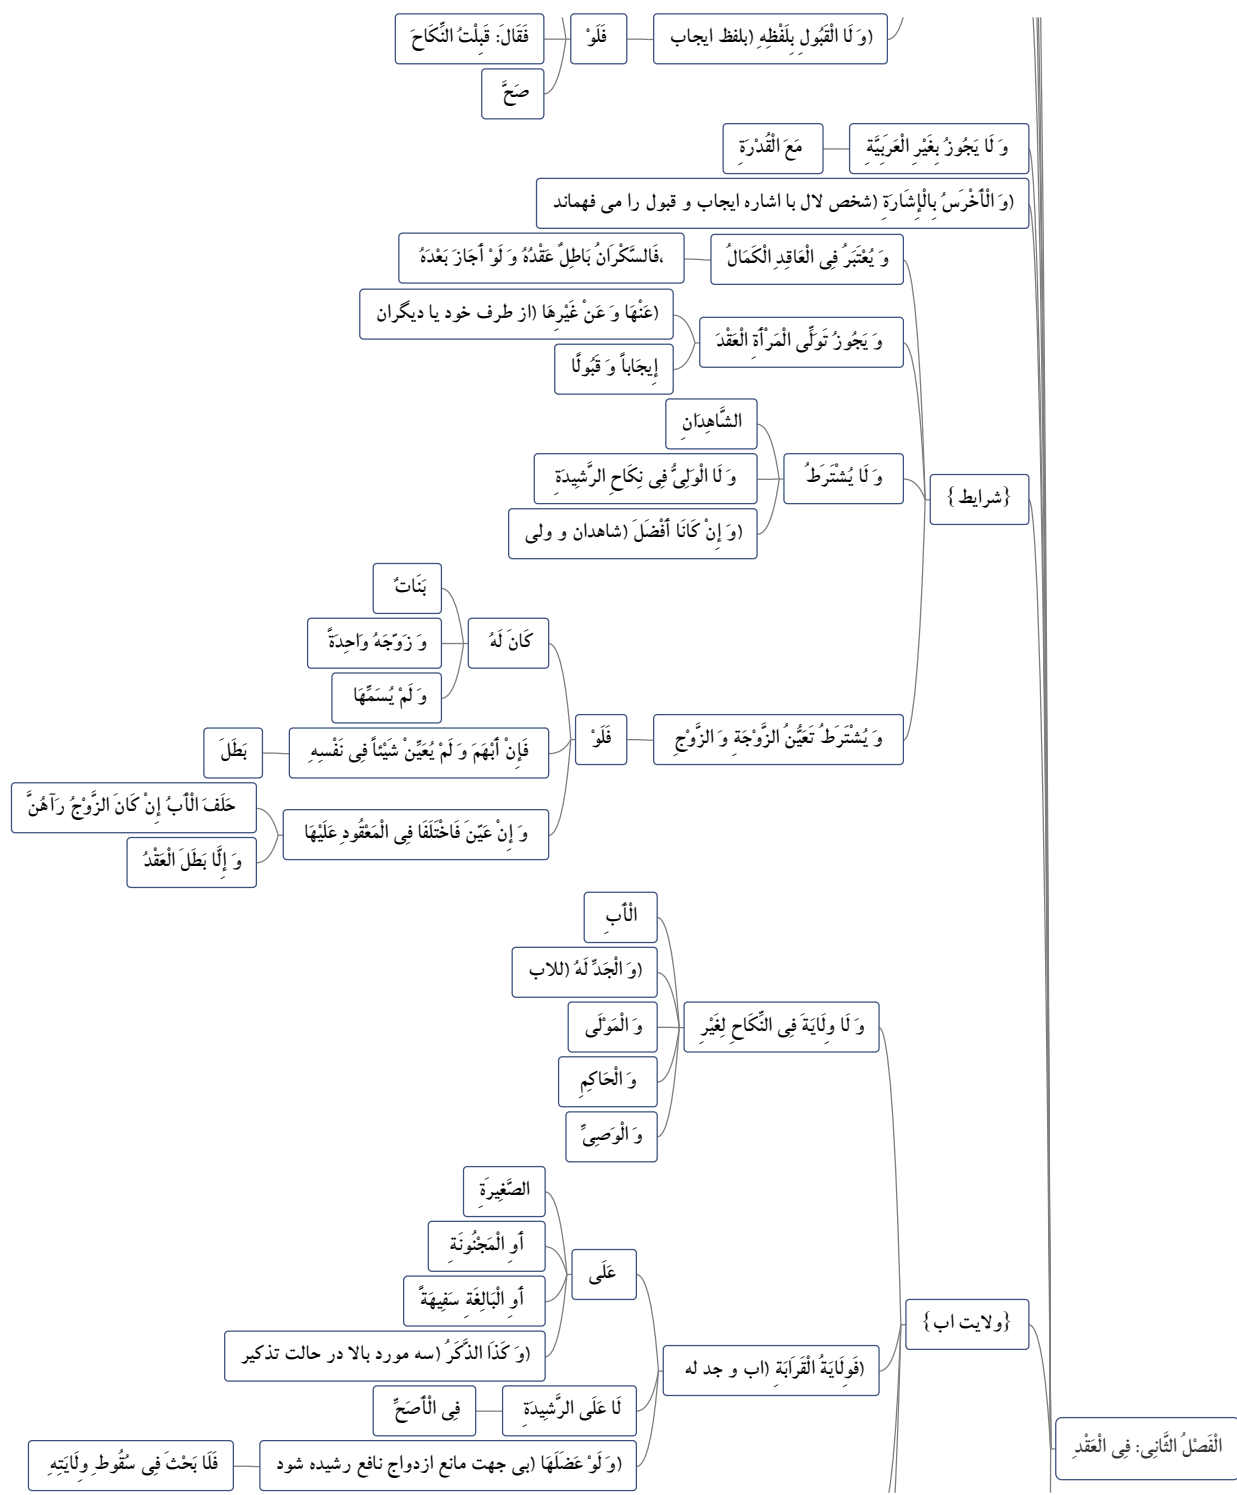 وَ لَا الْقَبُولِ بِلَفْظِهِ (بلفظ ایجاب)
فَلَوْ
فَقَالَ: قَبِلْتُ النِّكَاحَ
صَحَّ
وَ لَا يَجُوزُ بِغَيْرِ الْعَرَبِيَّةِ
مَعَ الْقُدْرَةِ
وَ الْأَخْرَسُ بِالْإِشَارَةِ (شخص لال با اشاره ایجاب و قبول را می فهماند)
{شرایط}
وَ يُعْتَبَرُ فِي الْعَاقِدِ الْكَمَالُ
،فَالسَّكْرَانُ بَاطِلٌ عَقْدُهُ وَ لَوْ أَجَازَ بَعْدَهُ
وَ يَجُوزُ تَوَلِّي الْمَرْأَةِ الْعَقْدَ
عَنْهَا وَ عَنْ غَيْرِهَا (از طرف خود یا دیگران)
إِيجَاباً وَ قَبُولًا
وَ لَا يُشْتَرَطُ
الشَّاهِدَانِ
وَ لَا الْوَلِيُّ فِي نِكَاحِ الرَّشِيدَةِ
وَ إِنْ كَانَا أَفْضَلَ (شاهدان و ولی)
وَ يُشْتَرَطُ تَعَيُّنُ الزَّوْجَةِ وَ الزَّوْجِ
فَلَوْ
كَانَ لَهُ
بَنَاتٌ
وَ زَوَّجَهُ وَاحِدَةً
وَ لَمْ يُسَمِّهَا
فَإِنْ أَبْهَمَ وَ لَمْ يُعَيِّنْ شَيْئاً فِي نَفْسِهِ
بَطَلَ
وَ إِنْ عَيَّنَ فَاخْتَلَفَا فِي الْمَعْقُودِ عَلَيْهَا
حَلَفَ الْأَبُ إِنْ كَانَ الزَّوْجُ رَآهُنَّ
وَ إِلَّا بَطَلَ الْعَقْدُ
الْفَصْلُ الثَّانِي: فِي الْعَقْدِ
{ولایت اب}
وَ لَا وِلَايَةَ فِي النِّكَاحِ لِغَيْرِ
الْأَبِ
وَ الْجَدِّ لَهُ (للاب)
وَ الْمَوْلَى
وَ الْحَاكِمِ
وَ الْوَصِيِّ
فَوِلَايَةُ الْقَرَابَةِ (اب و جد له)
عَلَى
الصَّغِيرَةِ
أَوِ الْمَجْنُونَةِ
أَوِ الْبَالِغَةِ سَفِيهَةً
وَ كَذَا الذَّكَرُ (سه مورد بالا در حالت تذکیر)
لَا عَلَى الرَّشِيدَةِ
فِي الْأَصَحِّ
وَ لَوْ عَضَلَهَا (بی جهت مانع ازدواج نافع رشیده شود)
فَلَا بَحْثَ فِي سُقُوطِ وِلَايَتِهِ